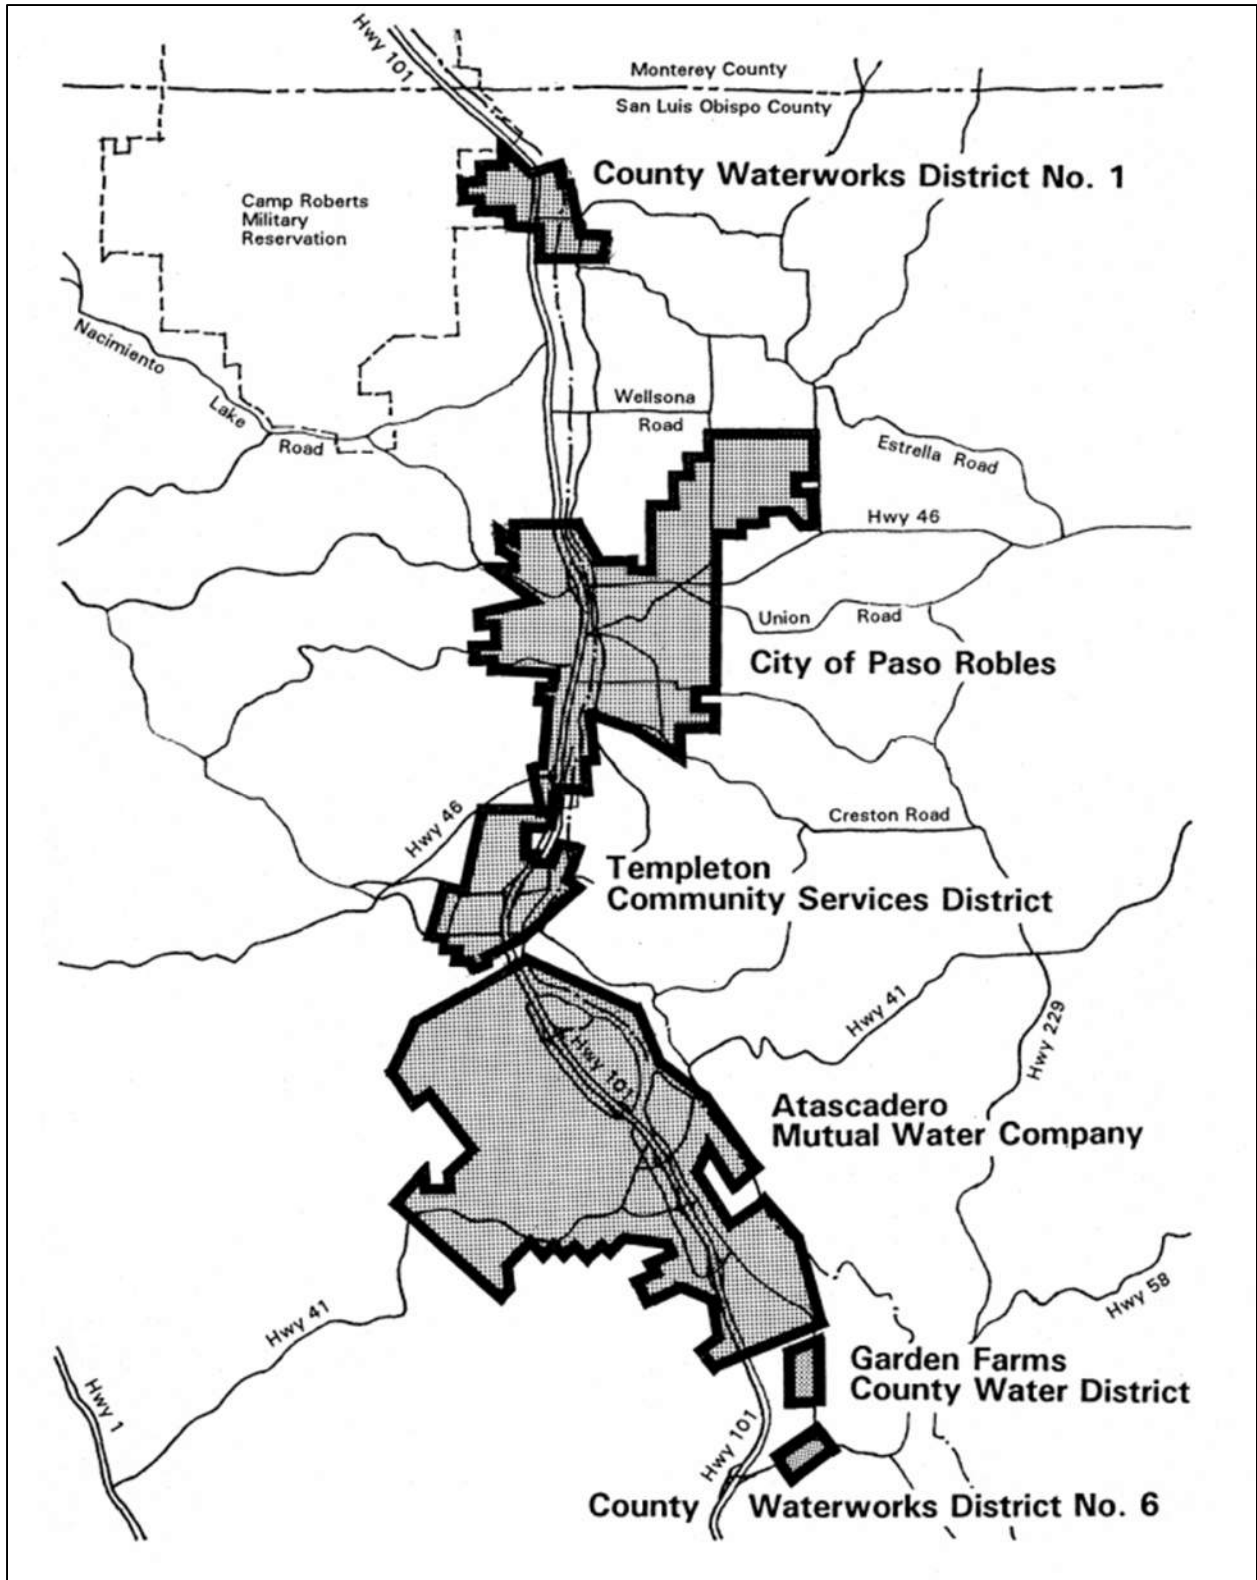 Hwy 101
Monterey County
San Luis Obispo County
County Waterworks District No. 1
Camp Roberts
Military
Reservation
Nacimiento
Lake
Road
Wellsona
Road
Estrella Road
Hwy 46
Union Road
City of Paso Robles
Hwy 46
Creston Road
Templeton
Community Services District
Hwy 41
Hwy 229
Hwy 101
Atascadero
Mutual Water Company
Hwy 58
Hwy 41
Garden Farms
County Water District
Hwy 1
Hwy 101
County Waterworks District No. 6